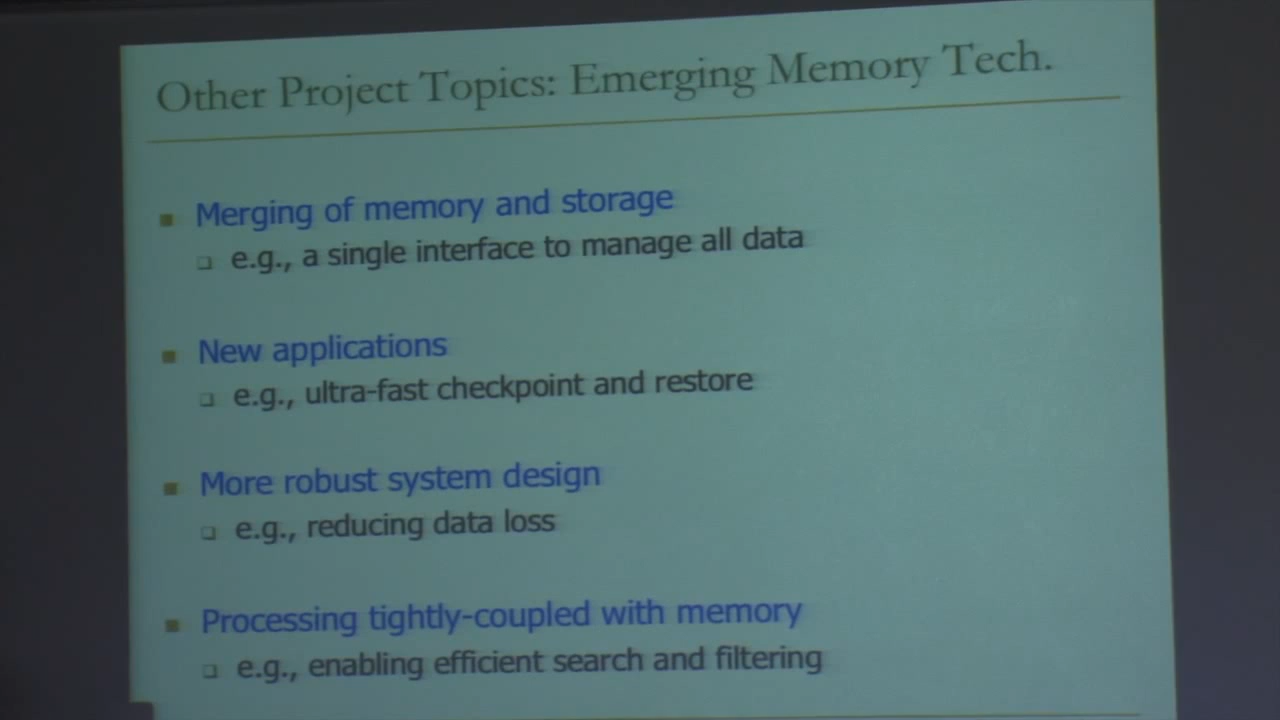 Other Project Topics: Emerging Memory Tech.
Merging of memory and storage
e.g., a single interface to manage all data
New applications
e.g., ultra-fast checkpoint and restore
More robust system design
e.g., reducing data loss
Processing tightly-coupled with memory
e.g., enabling efficient search and filtering